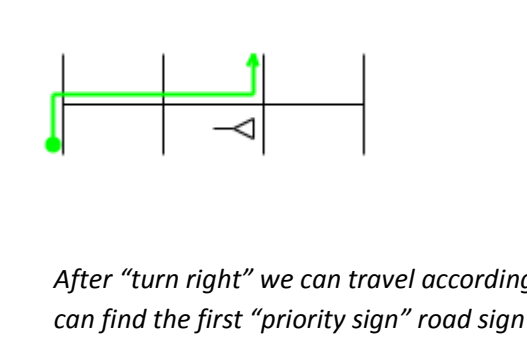 After “turn right” we can travel according
can find the first “priority sign” road sign